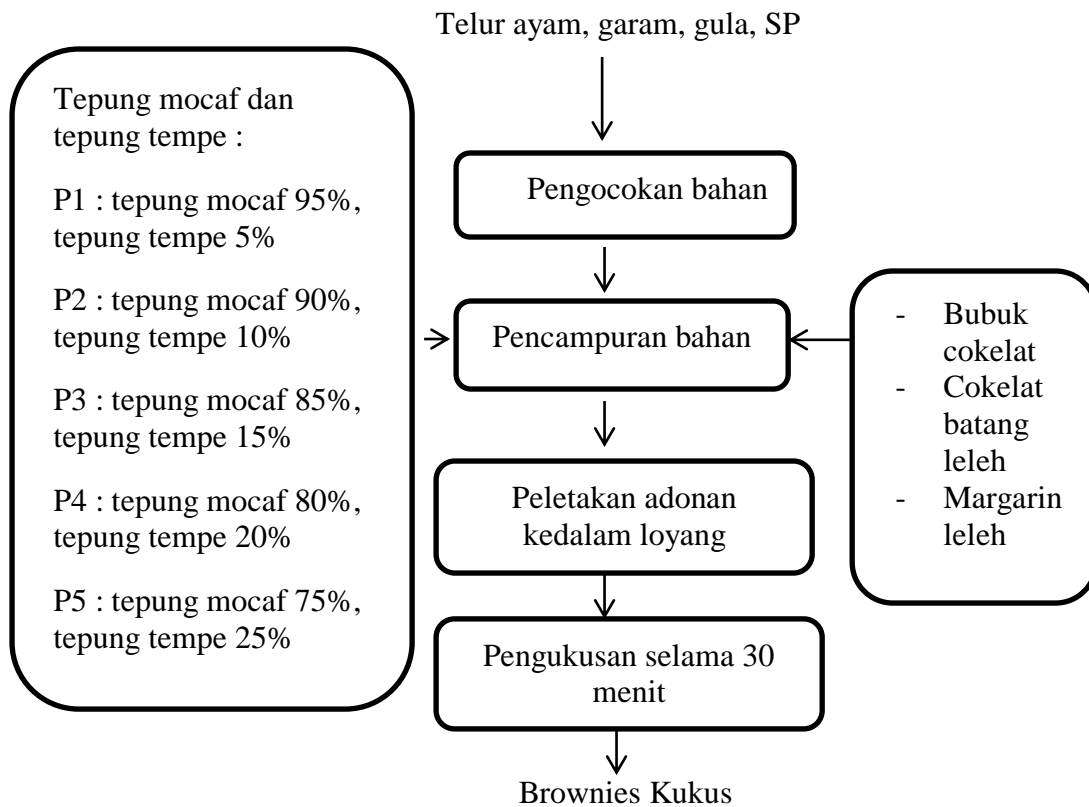 Telur ayam, garam, gula, SP
Tepung mocaf dan
tepung tempe :
P1 : tepung mocaf 95%,
tepung tempe 5%
P2 : tepung mocaf 90%,
tepung tempe 10%
P3 : tepung mocaf 85%,
tepung tempe 15%
P4 : tepung mocaf 80%,
tepung tempe 20%
P5 : tepung mocaf 75%,
tepung tempe 25%
Pengocokan bahan
Pencampuran bahan
- Bubuk
cokelat
- Cokelat
batang
leleh
- Margarin
leleh
Peletakan adonan
kedalam loyang
Pengukusan selama 30
menit
Brownies Kukus